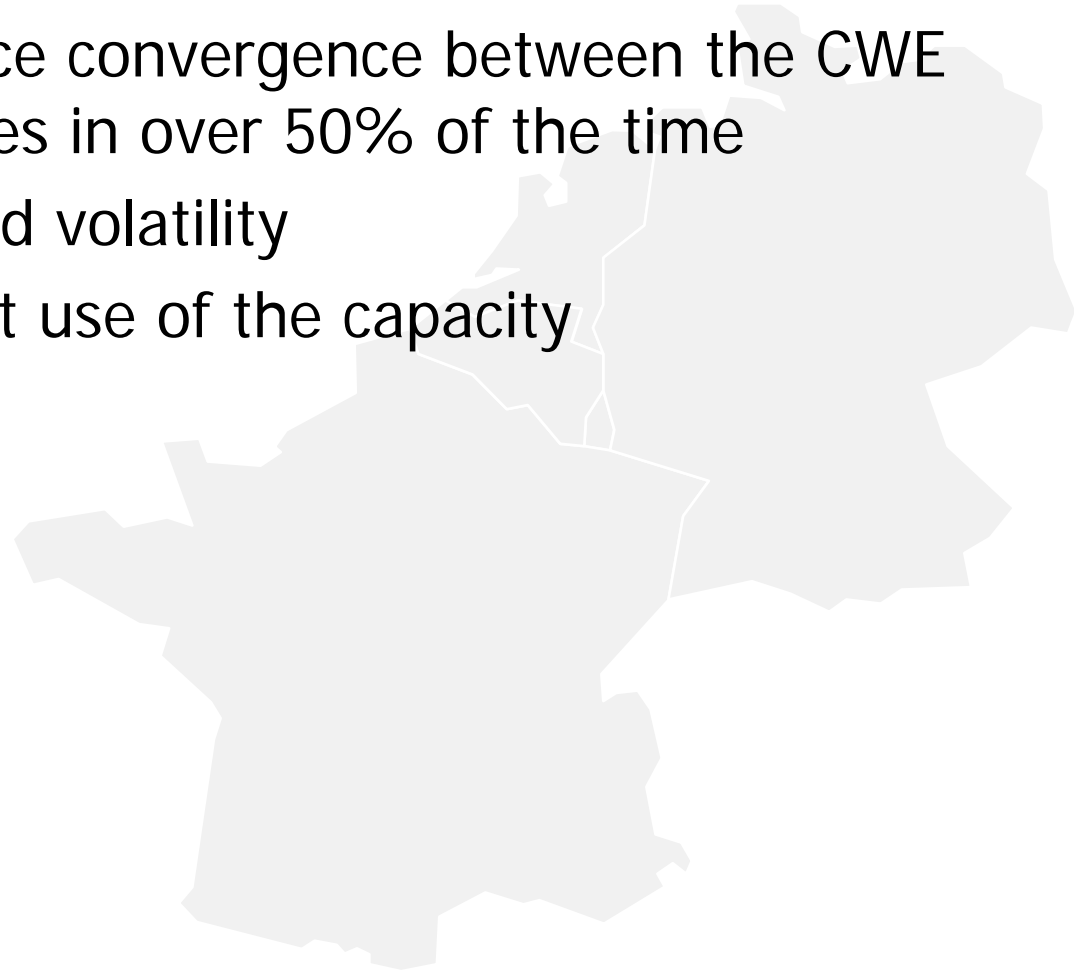 ce convergence between the CWE
es in over 50% of the time
d volatility
t use of the capacity